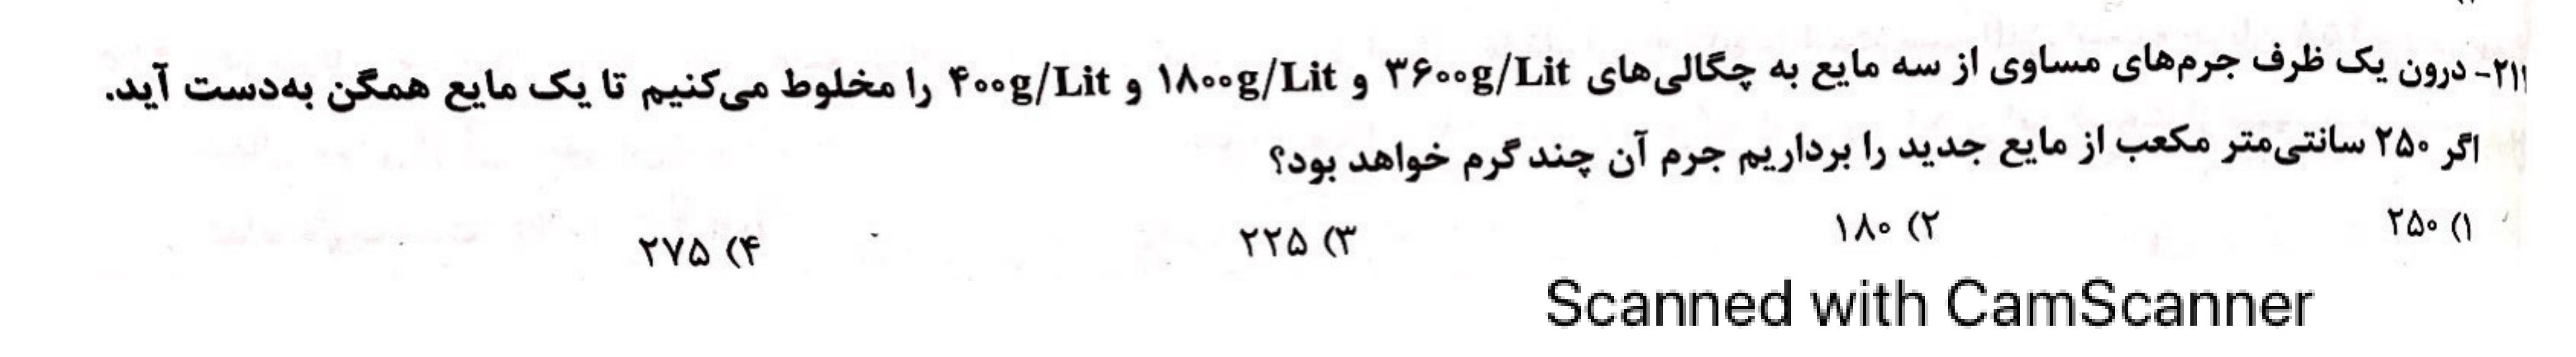 ۲۱۱- درون یک ظرف جرم‌های مساوی از سه مایع به چگالی‌های ۳۶۰۰g/Lit و ۱۸۰۰g/Lit و ۴۰۰g/Lit را مخلوط می‌کنیم تا یک مایع همگن به‌دست آید.
اگر ۲۵۰ سانتی‌متر مکعب از مایع جدید را برداریم جرم آن چند گرم خواهد بود؟
۱) ۲۵۰ ۲) ۱۸۰ ۳) ۲۲۵ ۴) ۲۷۵
Scanned with CamScanner